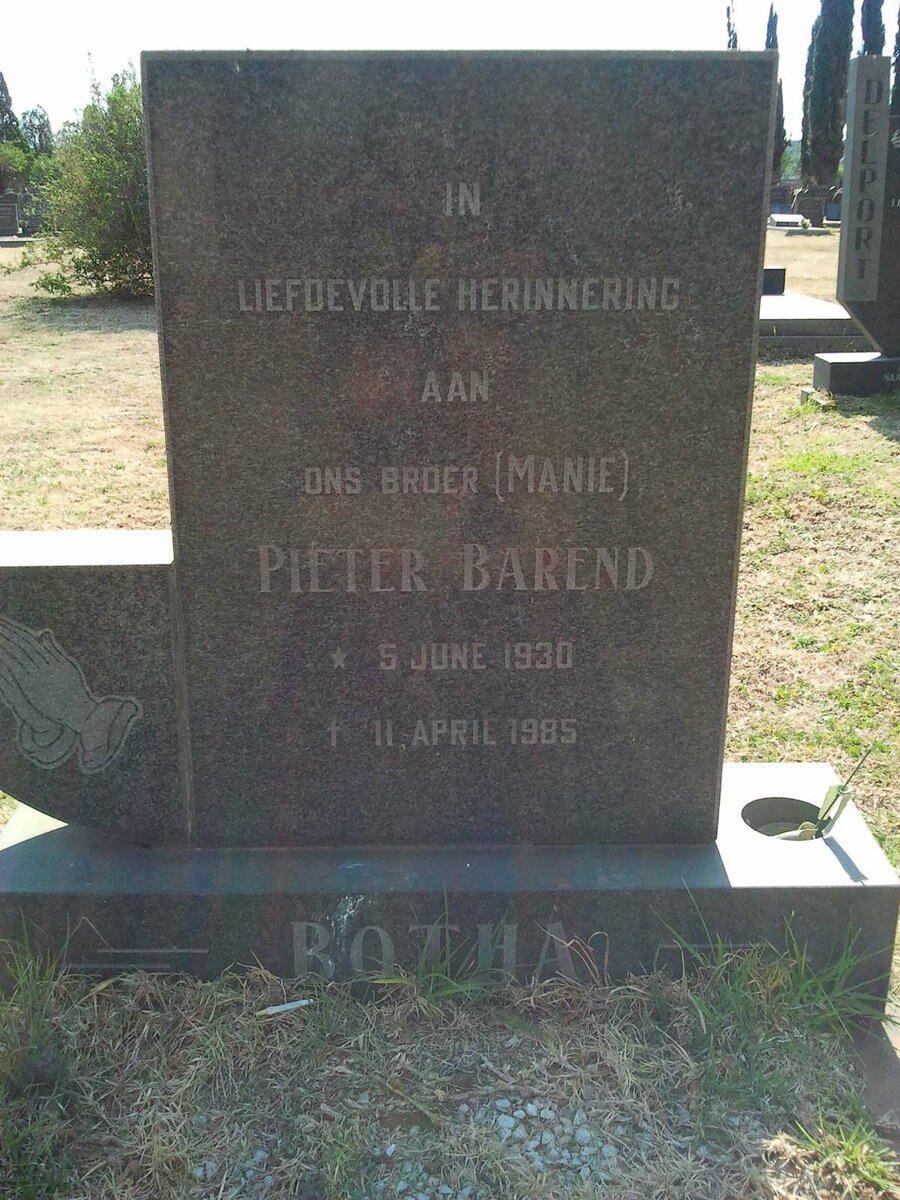 IN
LIEFDEVOLLE HERINNERING
AAN
ONS BROER (MANIE)
PIETER BAREND
★ 5 JUNE 1930
† 11, APRIL 1985
BOTHA
DELPORT